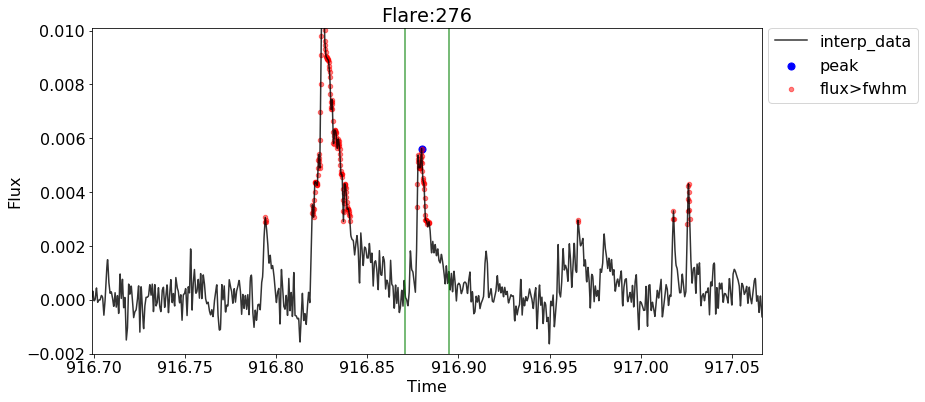 Flare:276
interp_data
peak
flux>fwhm
0.010
0.008
0.006
0.004
0.002
0.000
−0.002
Flux
916.70 916.75 916.80 916.85 916.90 916.95 917.00 917.05
Time